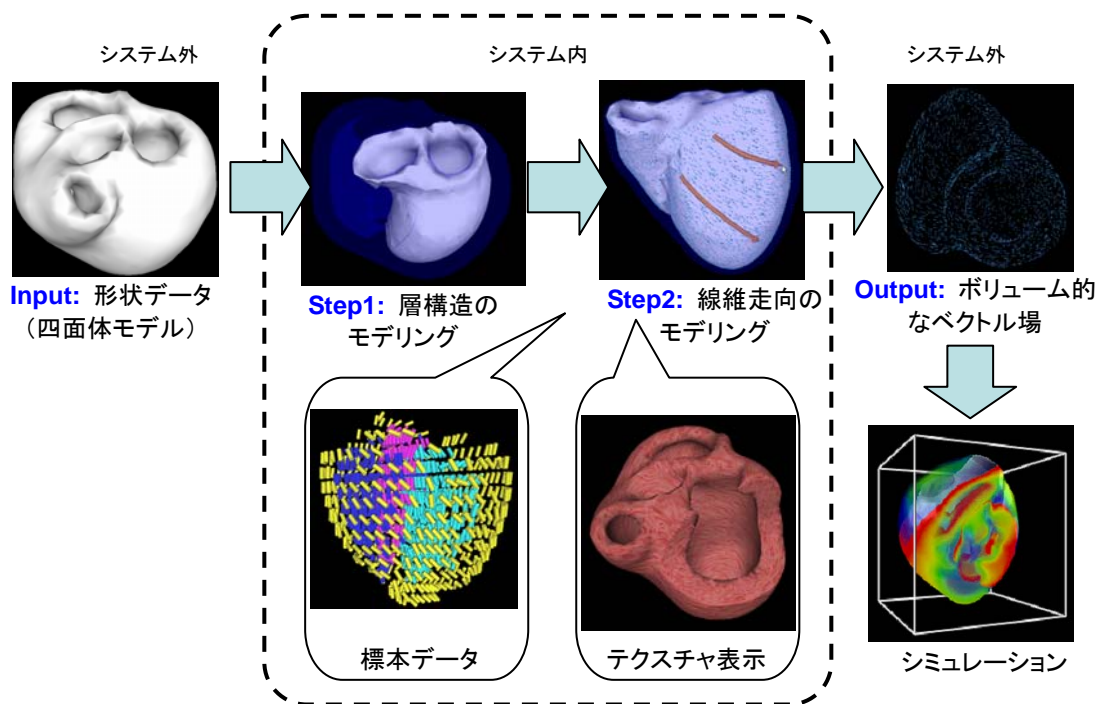 システム外
システム内
システム外
Input: 形状データ
（四面体モデル）
Step1: 層構造の
モデリング
Step2: 線維走向の
モデリング
Output: ボリューム的
なベクトル場
標本データ
テクスチャ表示
シミュレーション